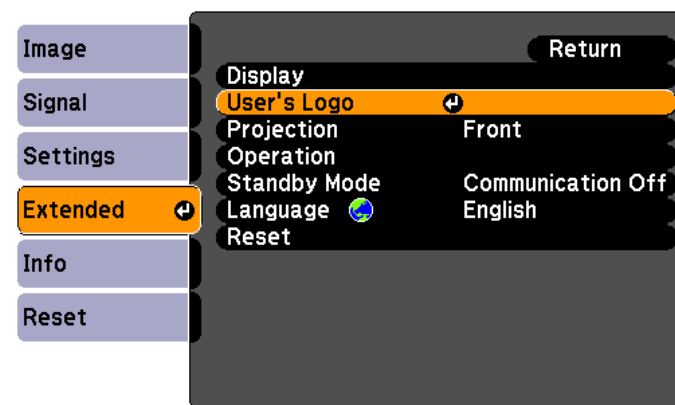 Image
Signal
Settings
Extended
Info
Reset
Return
Display
User's Logo
Projection Front
Operation
Standby Mode Communication Off
Language English
Reset